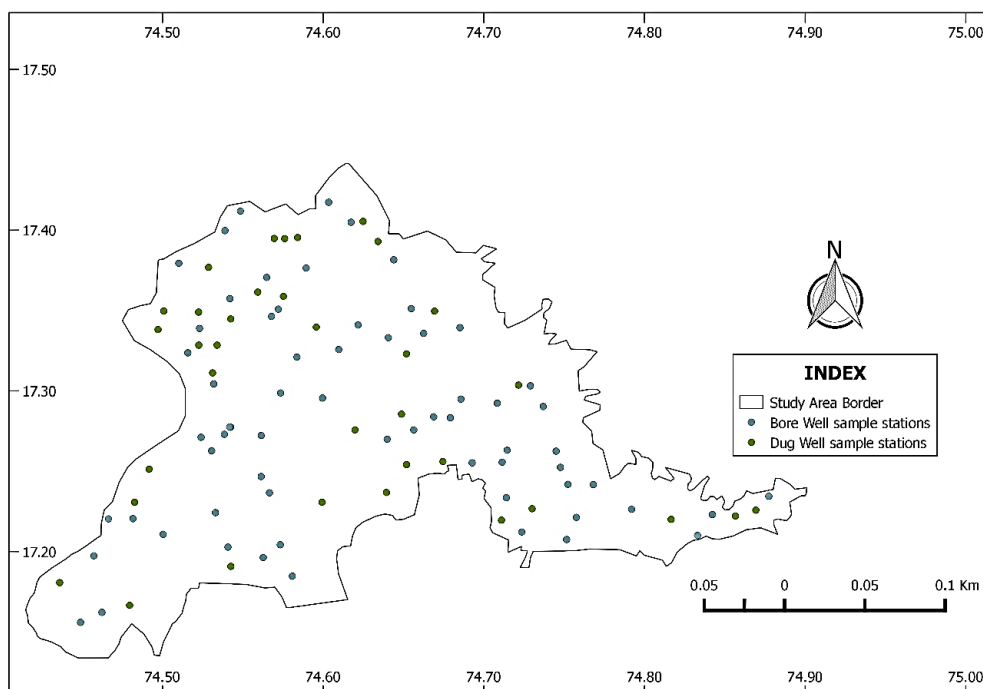 74.50 74.60 74.70 74.80 74.90 75.00
17.50
17.40
N
17.30
INDEX
Study Area Border
Bore Well sample stations
Dug Well sample stations
17.20
0.05 0 0.05 0.1 Km
74.50 74.60 74.70 74.80 74.90 75.00